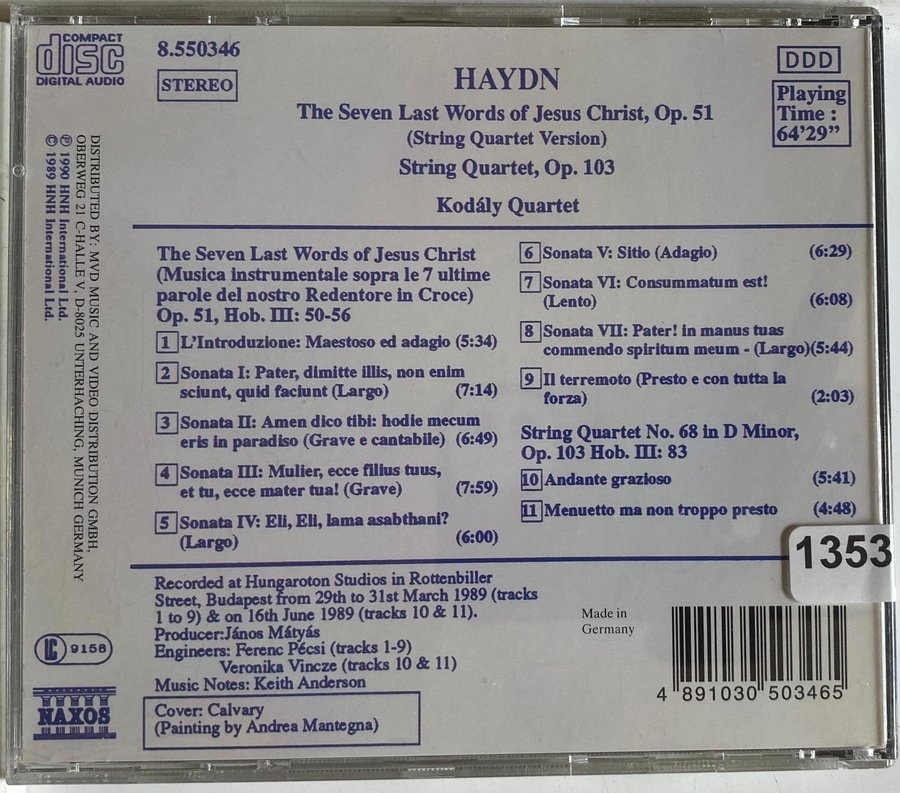 COMPACT
disc
DIGITAL AUDIO
8.550346
STEREO
DDD
Playing
Time :
64'29”
HAYDN
The Seven Last Words of Jesus Christ, Op. 51
(String Quartet Version)
String Quartet, Op. 103
Kodály Quartet
DISTRIBUTED BY: MVD MUSIC AND VIDEO DISTRIBUTION GMBH,
OBERWEG 21 C-HALLE V, D-8025 UNTERHACHING, MUNICH GERMANY
℗ 1990 HNH International Ltd.
© 1989 HNH International Ltd.
The Seven Last Words of Jesus Christ
(Musica instrumentale sopra le 7 ultime
parole del nostro Redentore in Croce)
Op. 51, Hob. III: 50-56
1 L'Introduzione: Maestoso ed adagio (5:34)
2 Sonata I: Pater, dimitte illis, non enim
sciunt, quid faciunt (Largo) (7:14)
3 Sonata II: Amen dico tibi: hodie mecum
eris in paradiso (Grave e cantabile) (6:49)
4 Sonata III: Mulier, ecce filius tuus,
et tu, ecce mater tua! (Grave) (7:59)
5 Sonata IV: Eli, Eli, lama asabthani?
(Largo) (6:00)
6 Sonata V: Sitio (Adagio) (6:29)
7 Sonata VI: Consummatum est!
(Lento) (6:08)
8 Sonata VII: Pater! in manus tuas
commendo spiritum meum - (Largo)(5:44)
9 Il terremoto (Presto e con tutta la
forza) (2:03)
String Quartet No. 68 in D Minor,
Op. 103 Hob. III: 83
10 Andante grazioso (5:41)
11 Menuetto ma non troppo presto (4:48)
1353
Recorded at Hungaroton Studios in Rottenbiller
Street, Budapest from 29th to 31st March 1989 (tracks
1 to 9) & on 16th June 1989 (tracks 10 & 11).
Producer:János Mátyás
Engineers: Ferenc Pécsi (tracks 1-9)
Veronika Vincze (tracks 10 & 11)
Music Notes: Keith Anderson
Cover: Calvary
(Painting by Andrea Mantegna)
LC 9158
NAXOS
Made in
Germany
4 891030 503465